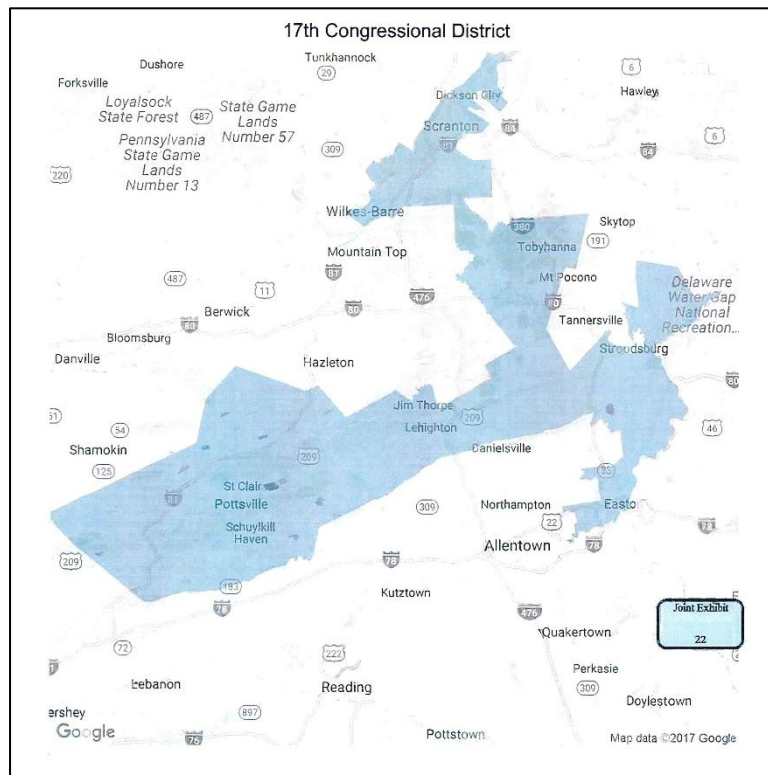 17th Congressional District
Tunkhannock
Dushore
29
6
Forksville
Dickson City
Hawley
Loyalsock
State Forest
487
State Game
Lands
Number 57
Scranton
84
81
6
Pennsylvania
State Game
Lands
Number 13
309
84
220
Wilkes-Barre
380
Skytop
Tobyhanna
191
Mountain Top
81
Mt Pocono
Delaware
Water Gap
National
Recreation...
487
11
476
80
Berwick
80
80
Tannersville
Bloomsburg
Stroudsburg
Danville
Hazleton
80
Jim Thorpe
209
Lehighton
46
54
Shamokin
209
Danielsville
125
33
St Clair
81
Pottsville
309
Northampton
Easton
22
Schuylkill
Haven
Allentown
78
78
209
78
183
Kutztown
78
476
Joint Exhibit
22
72
222
Quakertown
Lebanon
Reading
Perkasie
309
ershey
897
Doylestown
Google
76
Pottstown
Map data ©2017 Google